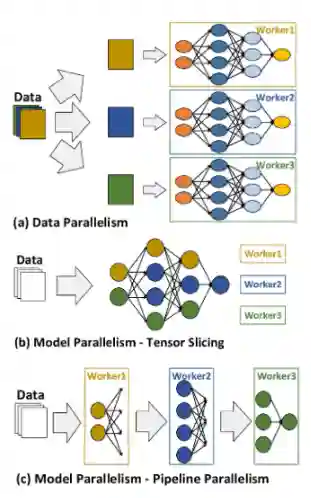 Worker1
Data
Worker2
Worker3
(a) Data Parallelism
Data
Worker1
Worker2
Worker3
(b) Model Parallelism - Tensor Slicing
Data
Worker1
Worker2
Worker3
(c) Model Parallelism - Pipeline Parallelism